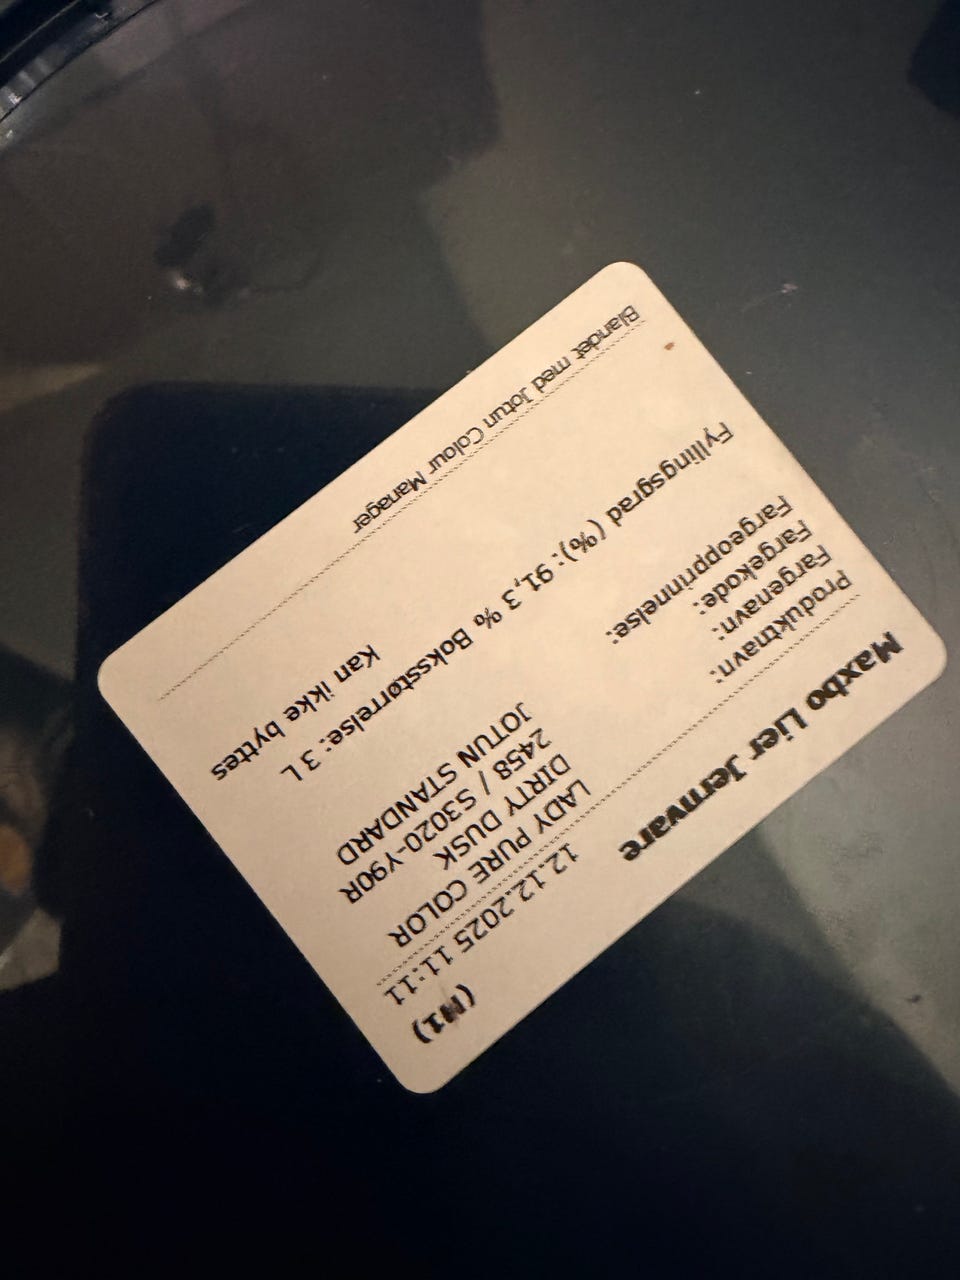 Maxbo Lier Jernvare (M1)
12.12.2025 11:11
Produktnavn: LADY PURE COLOR
Fargenavn: DIRTY DUSK
Fargekode: 2458 / S3020-Y90R
Fargeopprinnelse: JOTUN STANDARD
Fyllingsgrad (%): 91,3 % Boksstørrelse: 3 L
Kan ikke byttes
Blandet med Jotun Colour Manager